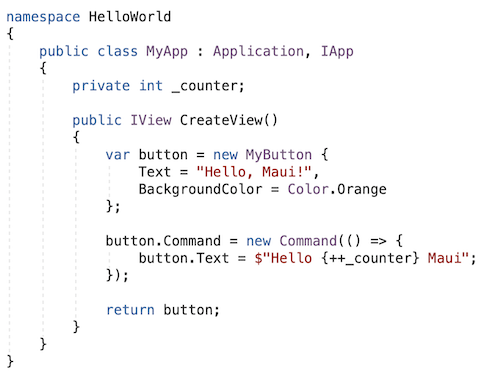 namespace HelloWorld
{
    public class MyApp : Application, IApp
    {
        private int _counter;

        public IView CreateView()
        {
            var button = new MyButton {
                Text = "Hello, Maui!",
                BackgroundColor = Color.Orange
            };

            button.Command = new Command(() => {
                button.Text = $"Hello {++_counter} Maui";
            });

            return button;
        }
    }
}